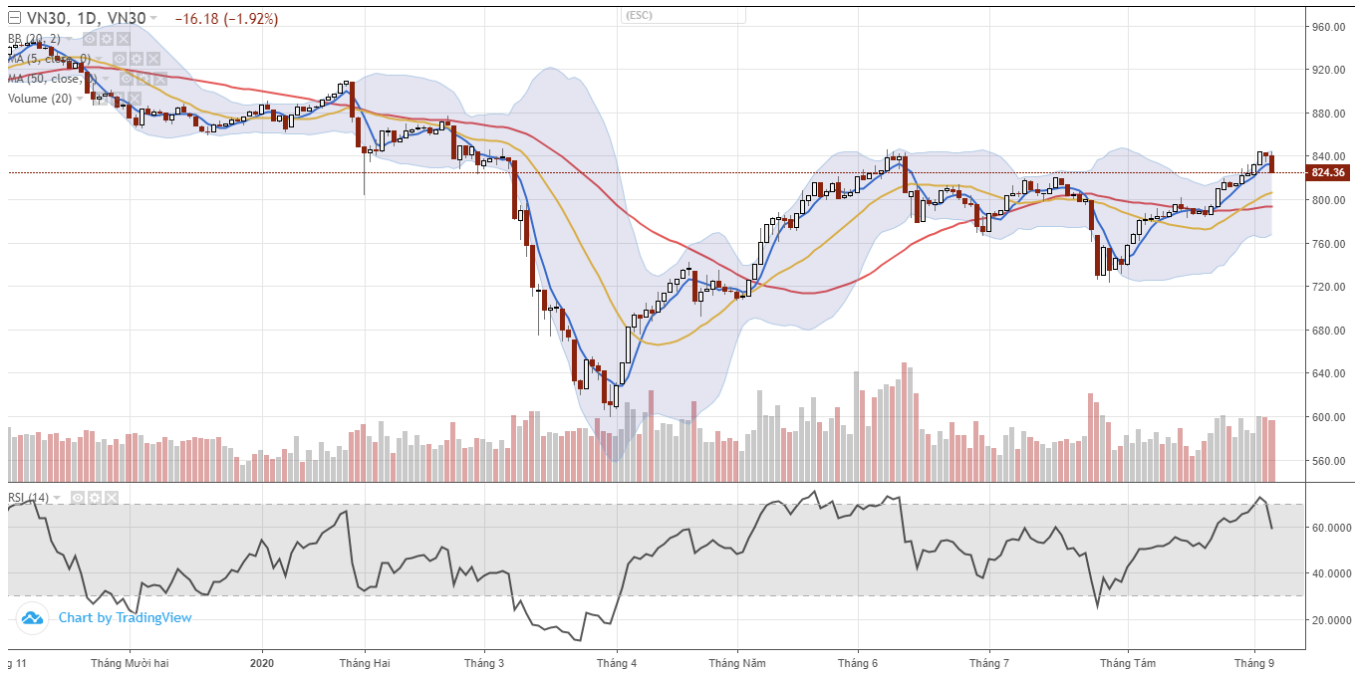 VN30, 1D, VN30 −16.18 (−1.92%)
(ESC)
BB (20, 2)
MA (5, close, 0)
MA (50, close,
Volume (20)
960.00
920.00
880.00
840.00
824.36
800.00
760.00
720.00
680.00
640.00
600.00
560.00
RSI (14)
60.0000
40.0000
20.0000
Chart by TradingView
g 11 Tháng Mười hai 2020 Tháng Hai Tháng 3 Tháng 4 Tháng Năm Tháng 6 Tháng 7 Tháng Tám Tháng 9